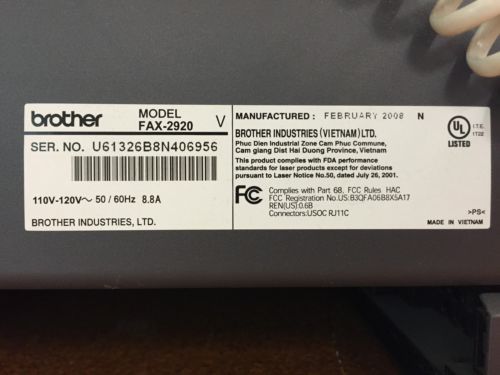 brother
MODEL
FAX-2920 V
SER. NO. U61326B8N406956
110V-120V~ 50 / 60Hz 8.8A
BROTHER INDUSTRIES, LTD.
MANUFACTURED: FEBRUARY 2008 N
BROTHER INDUSTRIES (VIETNAM) LTD.
Phuc Dien Industrial Zone Cam Phuc Commune,
Cam giang Dist Hai Duong Province, Vietnam
This product complies with FDA performance
standards for laser products except for deviations
pursuant to Laser Notice No.50, dated July 26, 2001.
FC Complies with Part 68, FCC Rules HAC
FCC Registration No.US:B3QFA06B8X5A17
REN(US):0.6B
Connectors:USOC RJ11C
UL
LISTED
I.T.E.
1T22
>PS<
MADE IN VIETNAM